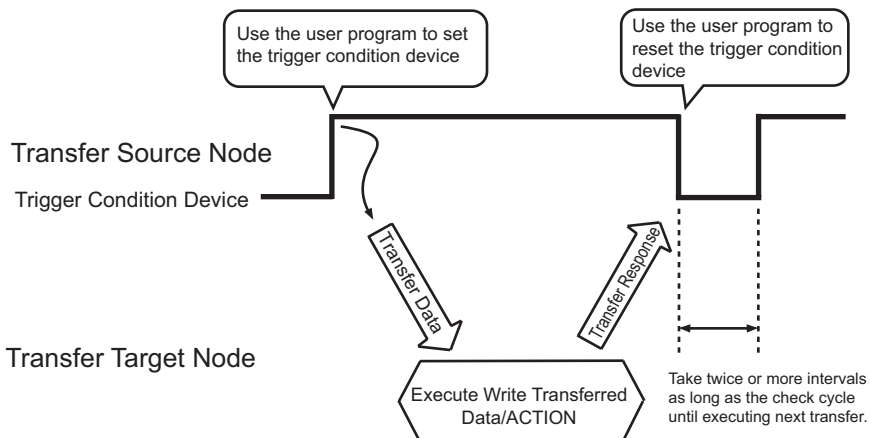 Use the user program to set
the trigger condition device
Use the user program to
reset the trigger condition
device
Transfer Source Node
Trigger Condition Device
Transfer Data
Transfer Response
Transfer Target Node
Execute Write Transferred
Data/ACTION
Take twice or more intervals
as long as the check cycle
until executing next transfer.